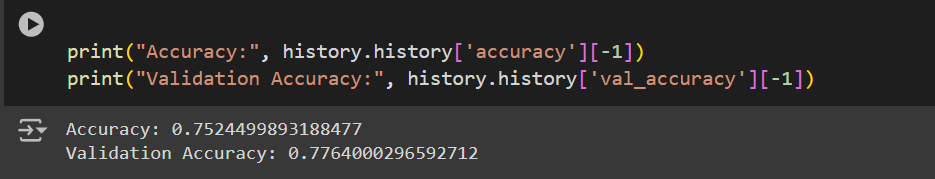 print("Accuracy:", history.history['accuracy'][-1])
print("Validation Accuracy:", history.history['val_accuracy'][-1])
Accuracy: 0.7524499893188477
Validation Accuracy: 0.7764000296592712